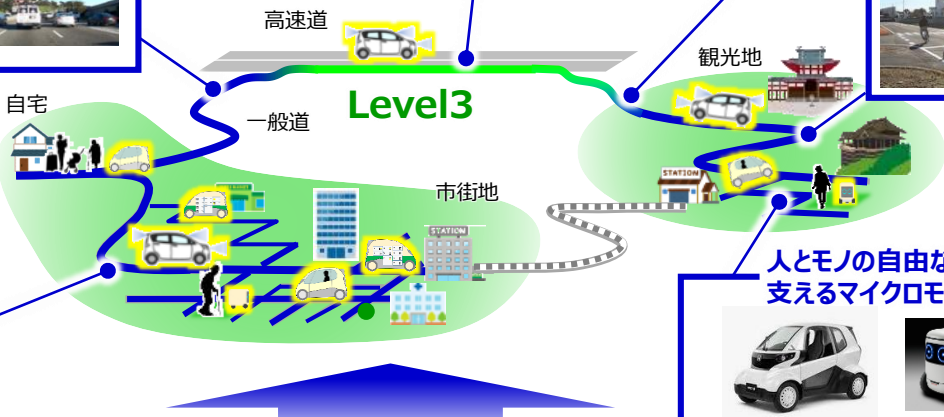 高速道
観光地
自宅
Level3
一般道
STATION
市街地
STATION
人とモノの自由な
支えるマイクロモ